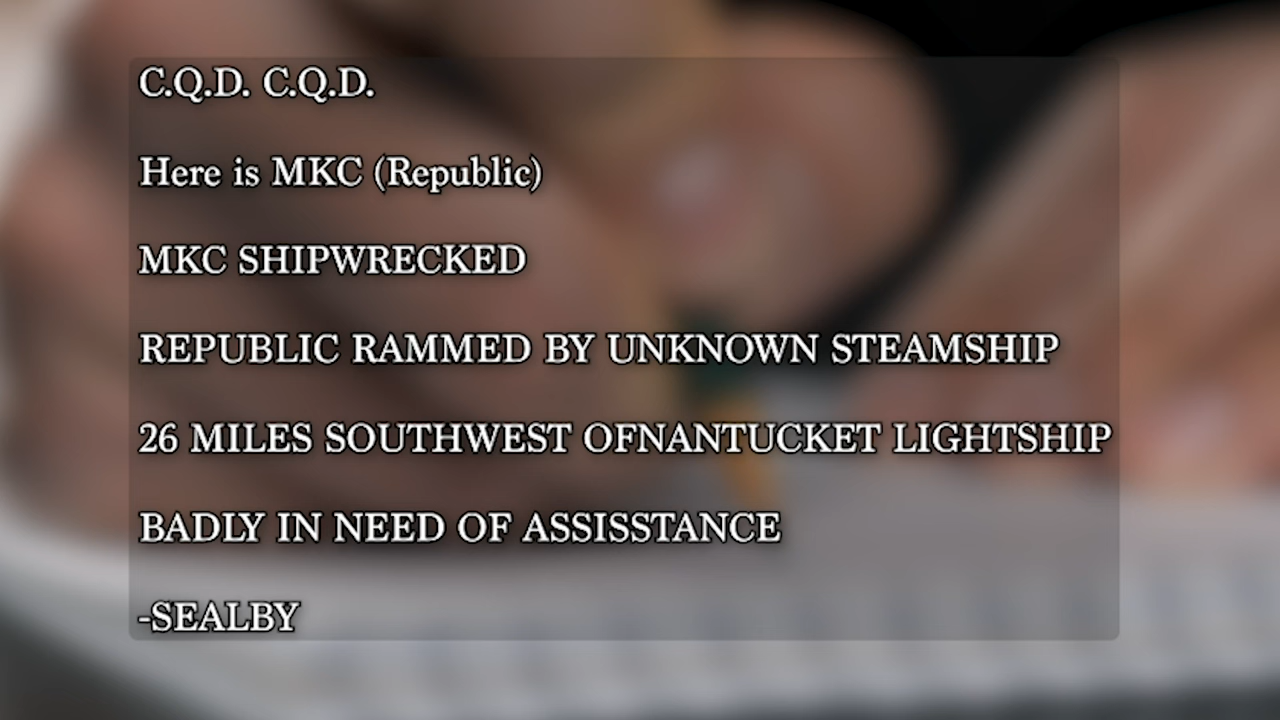 C.Q.D. C.Q.D.
Here is MKC (Republic)
MKC SHIPWRECKED
REPUBLIC RAMMED BY UNKNOWN STEAMSHIP
26 MILES SOUTHWEST OFNANTUCKET LIGHTSHIP
BADLY IN NEED OF ASSISSTANCE
-SEALBY